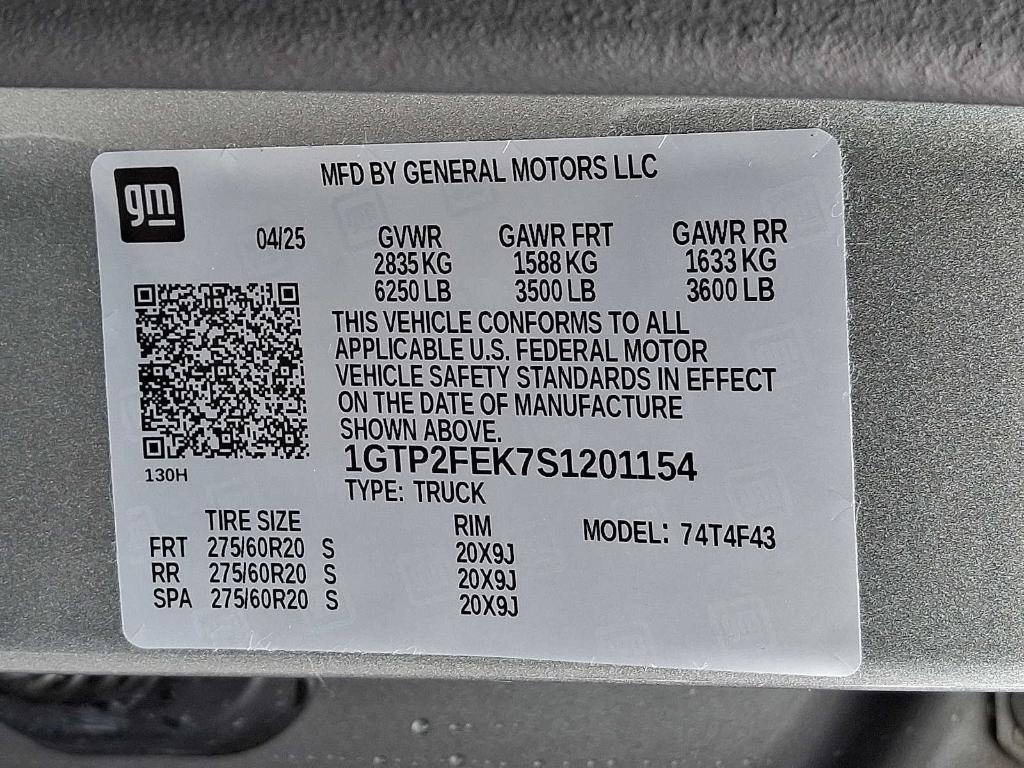 gm
MFD BY GENERAL MOTORS LLC
04/25
GVWR GAWR FRT GAWR RR
2835 KG 1588 KG 1633 KG
6250 LB 3500 LB 3600 LB
THIS VEHICLE CONFORMS TO ALL
APPLICABLE U.S. FEDERAL MOTOR
VEHICLE SAFETY STANDARDS IN EFFECT
ON THE DATE OF MANUFACTURE
SHOWN ABOVE.
130H
1GTP2FEK7S1201154
TYPE: TRUCK
TIRE SIZE RIM MODEL: 74T4F43
FRT 275/60R20 S 20X9J
RR 275/60R20 S 20X9J
SPA 275/60R20 S 20X9J